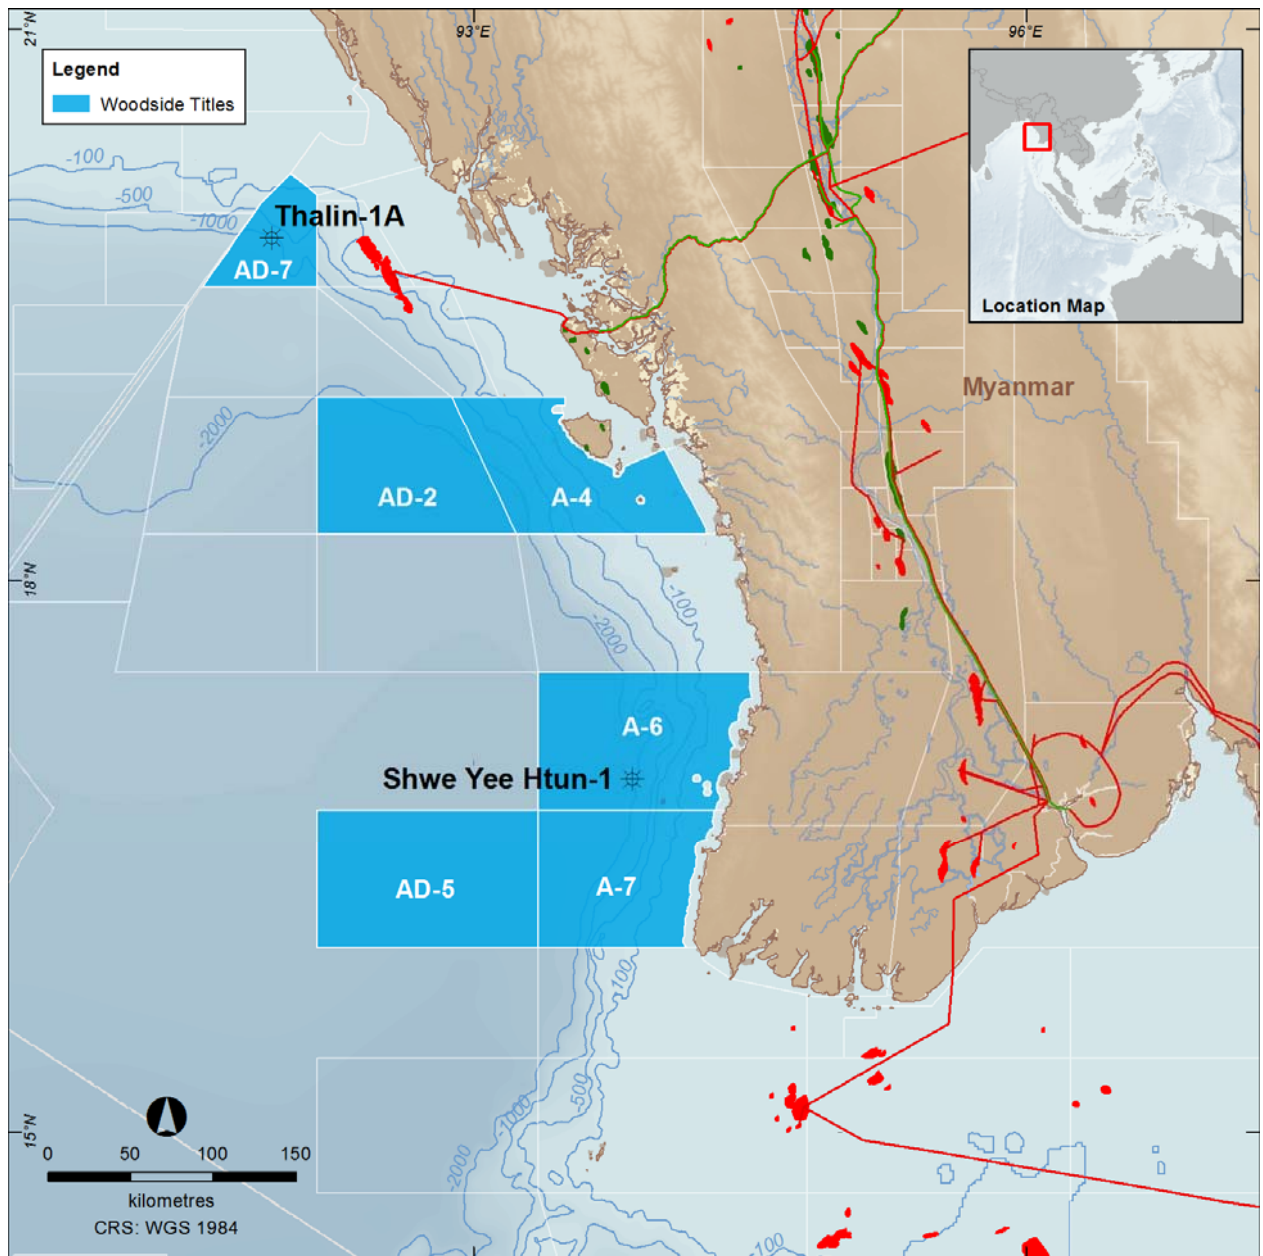 21°N
93°E
96°E
Legend
Woodside Titles
-100
-500
-1000
Thalin-1A
AD-7
Location Map
Myanmar
-2000
AD-2
A-4
18°N
-100
-2000
A-6
Shwe Yee Htun-1
AD-5
A-7
-100
-500
-1000
-2000
15°N
0 50 100 150
kilometres
CRS: WGS 1984
-100